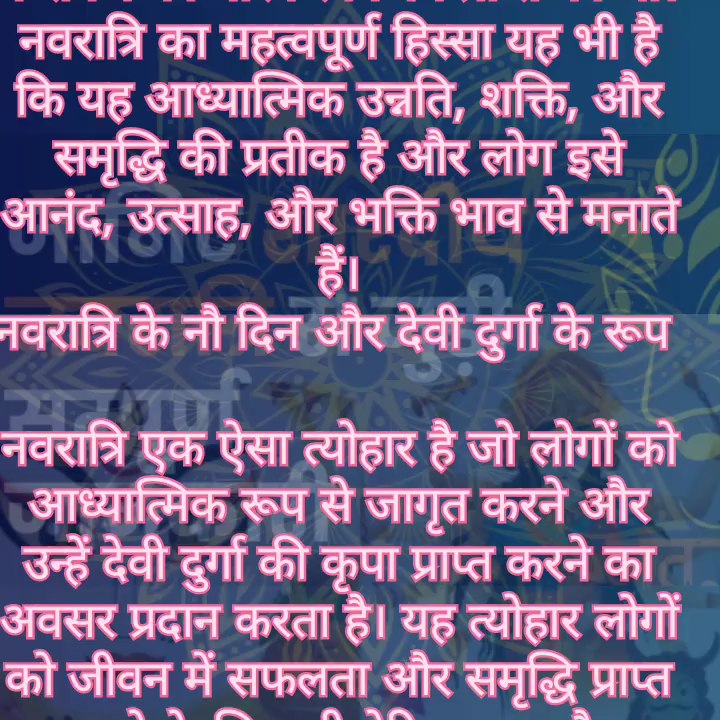 नवरात्रि का महत्वपूर्ण हिस्सा यह भी है
कि यह आध्यात्मिक उन्नति, शक्ति, और
समृद्धि की प्रतीक है और लोग इसे
आनंद, उत्साह, और भक्ति भाव से मनाते
हैं।
नवरात्रि के नौ दिन और देवी दुर्गा के रूप
नवरात्रि एक ऐसा त्योहार है जो लोगों को
आध्यात्मिक रूप से जागृत करने और
उन्हें देवी दुर्गा की कृपा प्राप्त करने का
अवसर प्रदान करता है। यह त्योहार लोगों
को जीवन में सफलता और समृद्धि प्राप्त